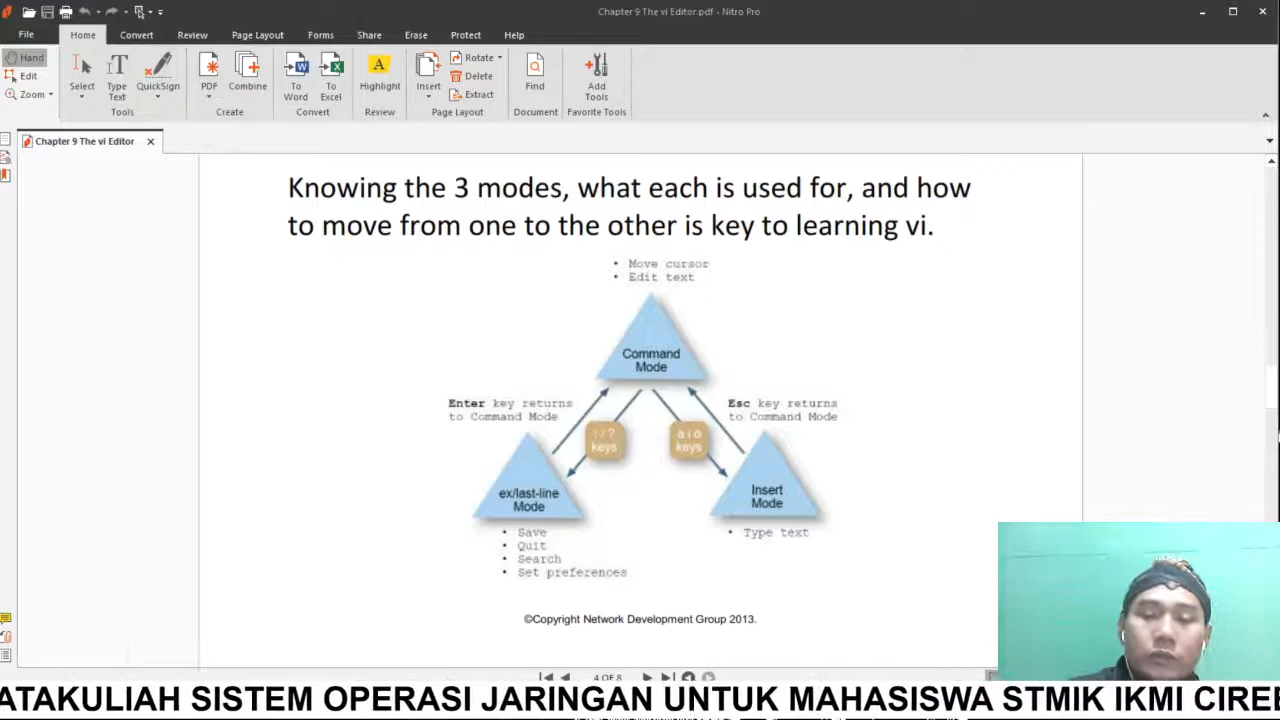 Chapter 9 The vi Editor.pdf - Nitro Pro
File Home Convert Review Page Layout Forms Share Erase Protect Help
Hand
Edit
Zoom
Select
Type Text
QuickSign
Tools
PDF
Combine
Create
To Word
To Excel
Convert
Highlight
Review
Insert
Rotate
Delete
Extract
Page Layout
Find
Document
Add Tools
Favorite Tools
Chapter 9 The vi Editor
Knowing the 3 modes, what each is used for, and how
to move from one to the other is key to learning vi.
• Move cursor
• Edit text
Command
Mode
Enter key returns
to Command Mode
Esc key returns
to Command Mode
/ ?
keys
a i o
keys
ex/last-line
Mode
Insert
Mode
• Save
• Quit
• Search
• Set preferences
• Type text
©Copyright Network Development Group 2013.
4 OF 8
ATAKULIAH SISTEM OPERASI JARINGAN UNTUK MAHASISWA STMIK IKMI CIREB